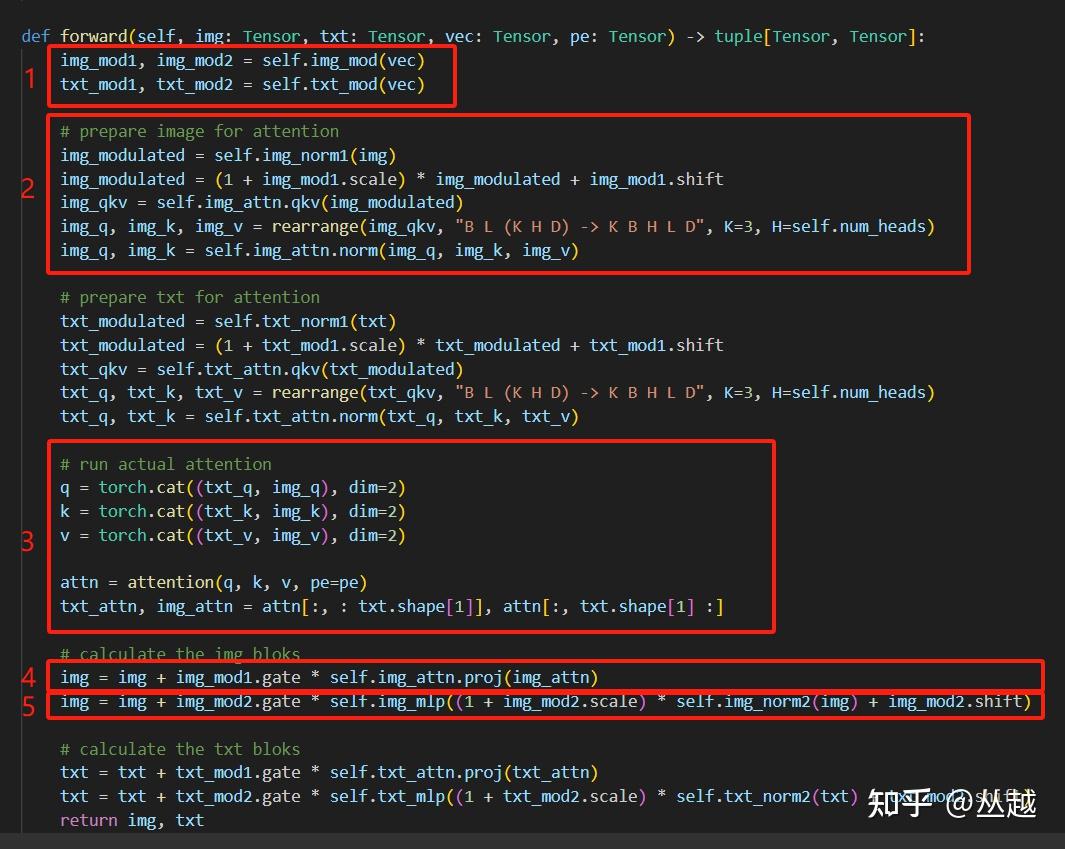 def forward(self, img: Tensor, txt: Tensor, vec: Tensor, pe: Tensor) -> tuple[Tensor, Tensor]:
1
img_mod1, img_mod2 = self.img_mod(vec)
txt_mod1, txt_mod2 = self.txt_mod(vec)
2
# prepare image for attention
img_modulated = self.img_norm1(img)
img_modulated = (1 + img_mod1.scale) * img_modulated + img_mod1.shift
img_qkv = self.img_attn.qkv(img_modulated)
img_q, img_k, img_v = rearrange(img_qkv, "B L (K H D) -> K B H L D", K=3, H=self.num_heads)
img_q, img_k = self.img_attn.norm(img_q, img_k, img_v)
# prepare txt for attention
txt_modulated = self.txt_norm1(txt)
txt_modulated = (1 + txt_mod1.scale) * txt_modulated + txt_mod1.shift
txt_qkv = self.txt_attn.qkv(txt_modulated)
txt_q, txt_k, txt_v = rearrange(txt_qkv, "B L (K H D) -> K B H L D", K=3, H=self.num_heads)
txt_q, txt_k = self.txt_attn.norm(txt_q, txt_k, txt_v)
3
# run actual attention
q = torch.cat((txt_q, img_q), dim=2)
k = torch.cat((txt_k, img_k), dim=2)
v = torch.cat((txt_v, img_v), dim=2)
attn = attention(q, k, v, pe=pe)
txt_attn, img_attn = attn[:, : txt.shape[1]], attn[:, txt.shape[1] :]
# calculate the img bloks
4
img = img + img_mod1.gate * self.img_attn.proj(img_attn)
5
img = img + img_mod2.gate * self.img_mlp((1 + img_mod2.scale) * self.img_norm2(img) + img_mod2.shift)
# calculate the txt bloks
txt = txt + txt_mod1.gate * self.txt_attn.proj(txt_attn)
txt = txt + txt_mod2.gate * self.txt_mlp((1 + txt_mod2.scale) * self.txt_norm2(txt) + txt_mod2.shift)
return img, txt
知乎 @丛越